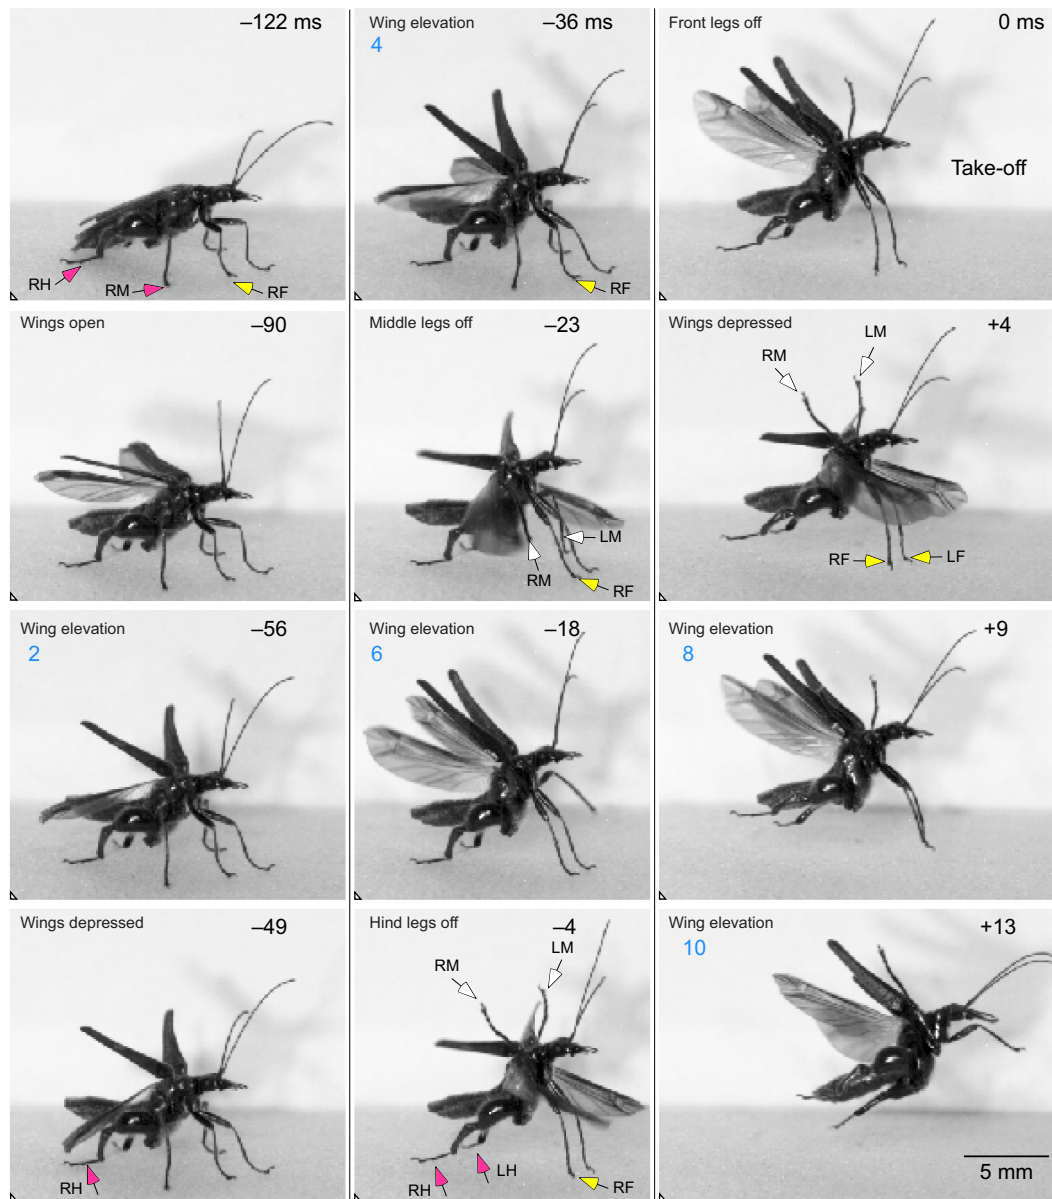 –122 ms
RH
RM
RF
Wings open
–90
Wing elevation
2
–56
Wings depressed
–49
RH
Wing elevation
4
–36 ms
RF
Middle legs off
–23
LM
RM
RF
Wing elevation
6
–18
Hind legs off
–4
LM
RM
LH
RH
RF
Front legs off
0 ms
Take-off
Wings depressed
+4
LM
RM
RF
LF
Wing elevation
8
+9
Wing elevation
10
+13
5 mm